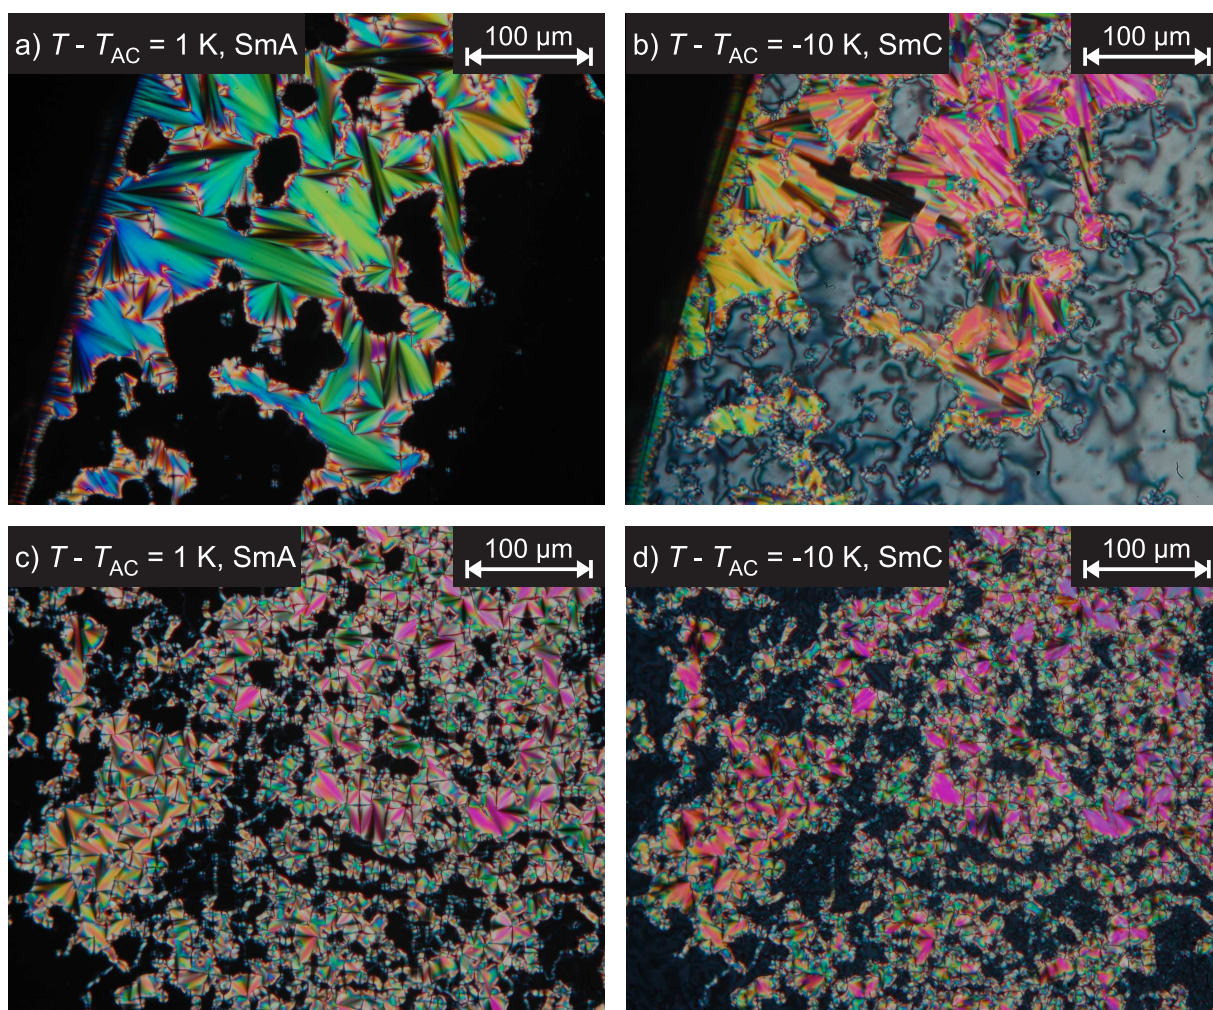 a) T - TAC = 1 K, SmA
100 µm
b) T - TAC = -10 K, SmC
100 µm
c) T - TAC = 1 K, SmA
100 µm
d) T - TAC = -10 K, SmC
100 µm